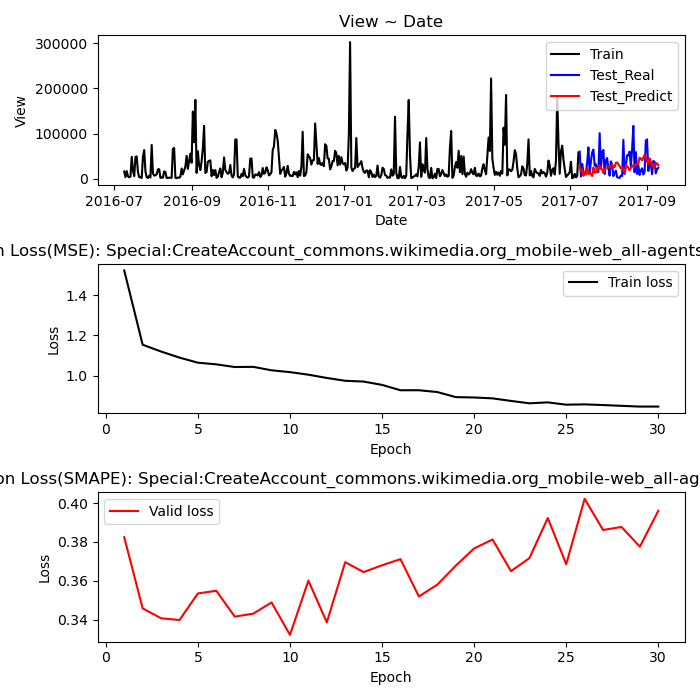 View ~ Date
300000
200000
100000
0
View
Train
Test_Real
Test_Predict
2016-07 2016-09 2016-11 2017-01 2017-03 2017-05 2017-07 2017-09
Date
n Loss(MSE): Special:CreateAccount_commons.wikimedia.org_mobile-web_all-agents
1.4
1.2
1.0
Loss
Train loss
0 5 10 15 20 25 30
Epoch
on Loss(SMAPE): Special:CreateAccount_commons.wikimedia.org_mobile-web_all-ag
0.40
0.38
0.36
0.34
Loss
Valid loss
0 5 10 15 20 25 30
Epoch